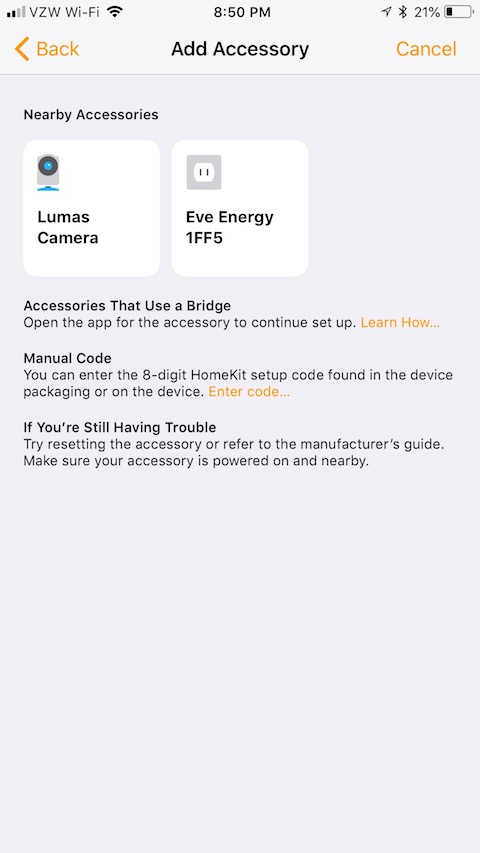 VZW Wi-Fi 8:50 PM 21%
Back Add Accessory Cancel
Nearby Accessories
Lumas
Camera
Eve Energy
1FF5
Accessories That Use a Bridge
Open the app for the accessory to continue set up. Learn How...
Manual Code
You can enter the 8-digit HomeKit setup code found in the device
packaging or on the device. Enter code...
If You’re Still Having Trouble
Try resetting the accessory or refer to the manufacturer’s guide.
Make sure your accessory is powered on and nearby.